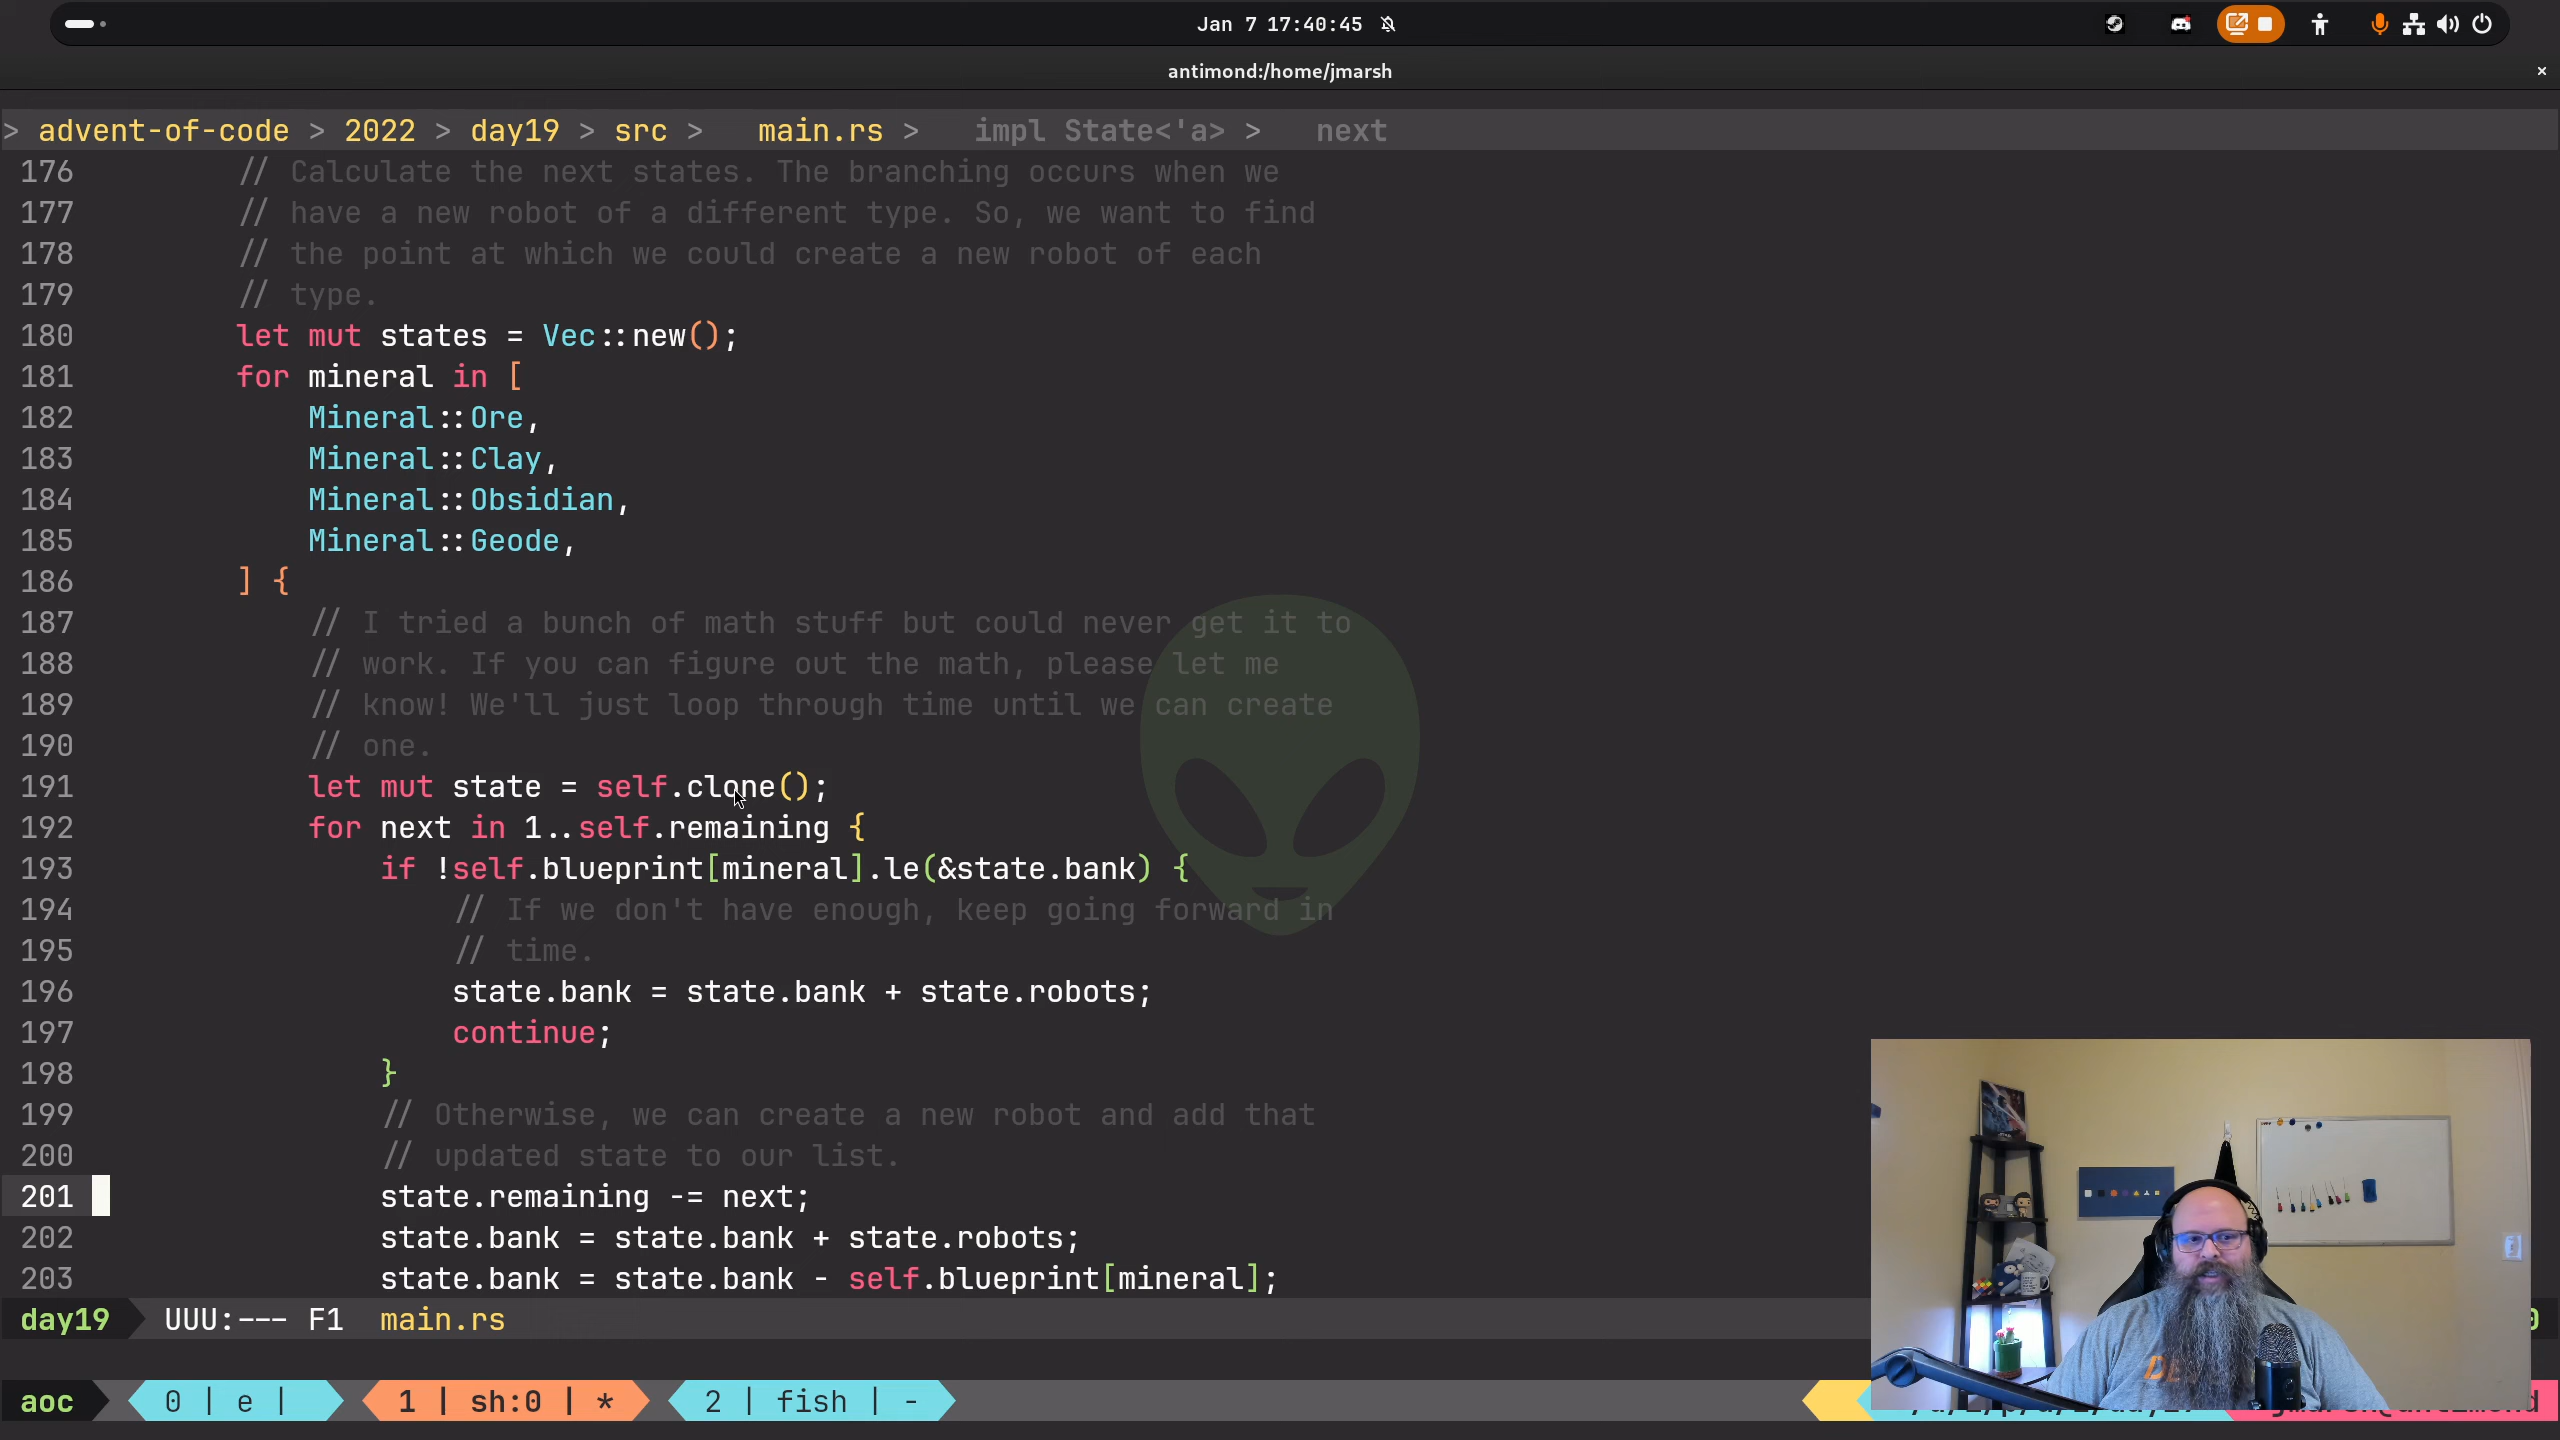 Jan 7 17:40:45
antimond:/home/jmarsh
> advent-of-code > 2022 > day19 > src > main.rs > impl State<'a> > next
176 // Calculate the next states. The branching occurs when we
177 // have a new robot of a different type. So, we want to find
178 // the point at which we could create a new robot of each
179 // type.
180 let mut states = Vec::new();
181 for mineral in [
182 Mineral::Ore,
183 Mineral::Clay,
184 Mineral::Obsidian,
185 Mineral::Geode,
186 ] {
187 // I tried a bunch of math stuff but could never get it to
188 // work. If you can figure out the math, please let me
189 // know! We'll just loop through time until we can create
190 // one.
191 let mut state = self.clone();
192 for next in 1..self.remaining {
193 if !self.blueprint[mineral].le(&state.bank) {
194 // If we don't have enough, keep going forward in
195 // time.
196 state.bank = state.bank + state.robots;
197 continue;
198 }
199 // Otherwise, we can create a new robot and add that
200 // updated state to our list.
201 state.remaining -= next;
202 state.bank = state.bank + state.robots;
203 state.bank = state.bank - self.blueprint[mineral];
day19 UUU:--- F1 main.rs
aoc 0 | e | 1 | sh:0 | * 2 | fish | -